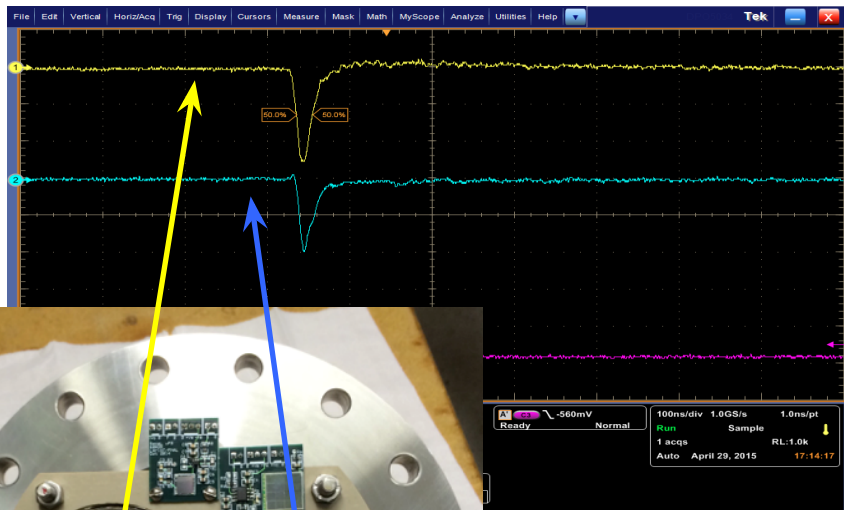 File Edit Vertical Horiz/Acq Trig Display Cursors Measure Mask Math MyScope Analyze Utilities Help Tek X
1
50.0% 50.0%
2
A' C3 -560mV
Ready Normal
100ns/div 1.0GS/s 1.0ns/pt
Run Sample
1 acqs RL:1.0k
Auto April 29, 2015 17:14:17